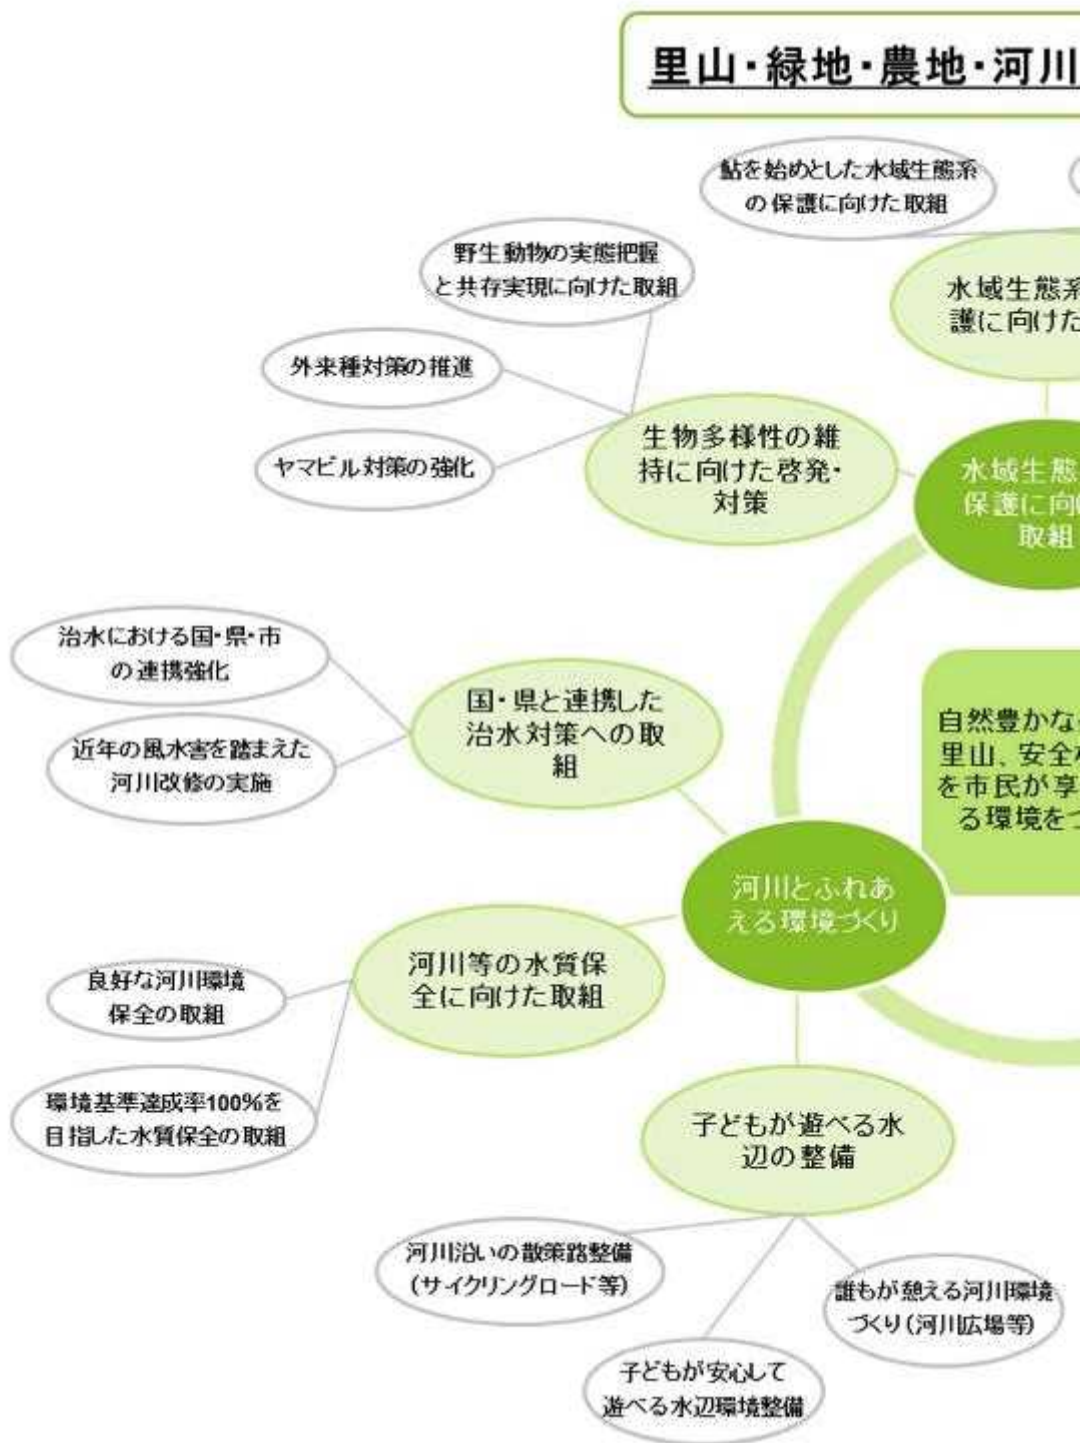 里山・緑地・農地・河川
鮎を始めとした水域生態系
の保護に向けた取組
野生動物の実態把握
と共存実現に向けた取組
水域生態系
護に向けた
外来種対策の推進
生物多様性の維
持に向けた啓発・
対策
ヤマビル対策の強化
水域生態
保護に向け
取組
治水における国・県・市
の連携強化
国・県と連携した
治水対策への取
組
近年の風水害を踏まえた
河川改修の実施
自然豊かな
里山、安全
を市民が享
る環境を
河川とふれあ
える環境づくり
河川等の水質保
全に向けた取組
良好な河川環境
保全の取組
環境基準達成率100%を
目指した水質保全の取組
子どもが遊べる水
辺の整備
河川沿いの散策路整備
(サイクリングロード等)
誰もが憩える河川環境
づくり(河川広場等)
子どもが安心して
遊べる水辺環境整備